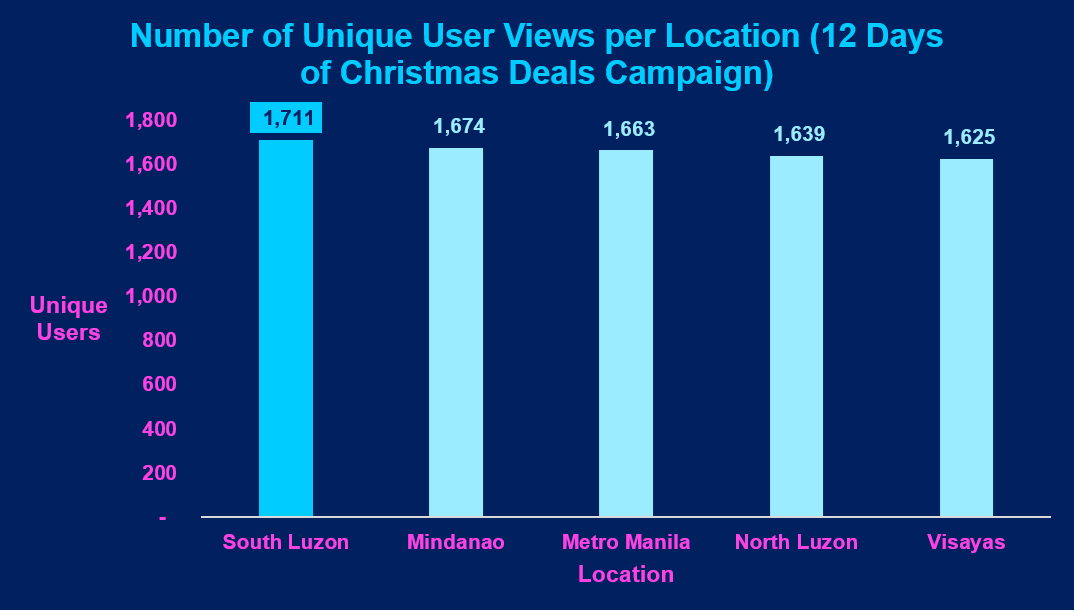 Number of Unique User Views per Location (12 Days
of Christmas Deals Campaign)
1,800
1,600
1,400
1,200
1,000
800
600
400
200
-
Unique
Users
1,711
1,674
1,663
1,639
1,625
South Luzon
Mindanao
Metro Manila
North Luzon
Visayas
Location